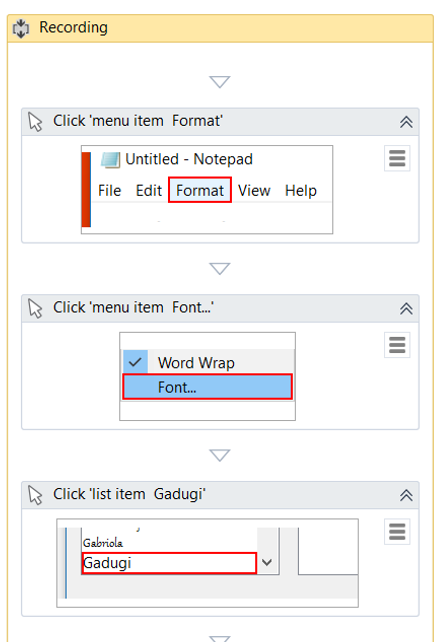 Recording
Click 'menu item  Format'
Untitled - Notepad
File Edit Format View Help
Click 'menu item  Font...'
Word Wrap
Font...
Click 'list item  Gadugi'
Gabriola
Gadugi